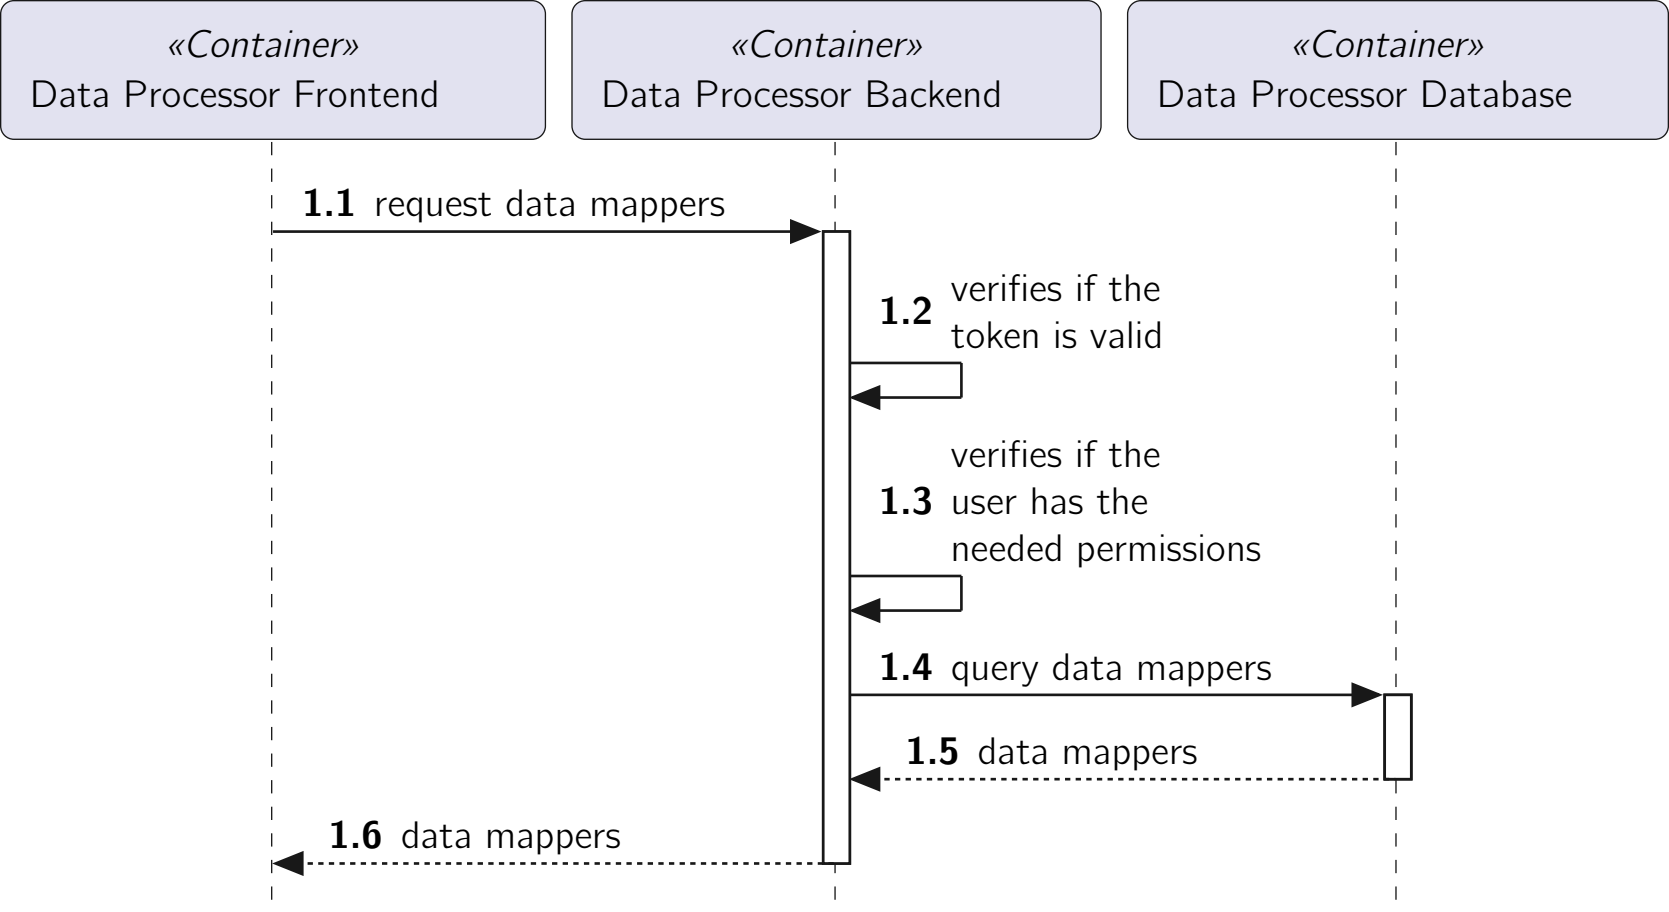 «Container»
Data Processor Frontend
«Container»
Data Processor Backend
«Container»
Data Processor Database
1.1 request data mappers
1.2 verifies if the
token is valid
verifies if the
1.3 user has the
needed permissions
1.4 query data mappers
1.5 data mappers
1.6 data mappers